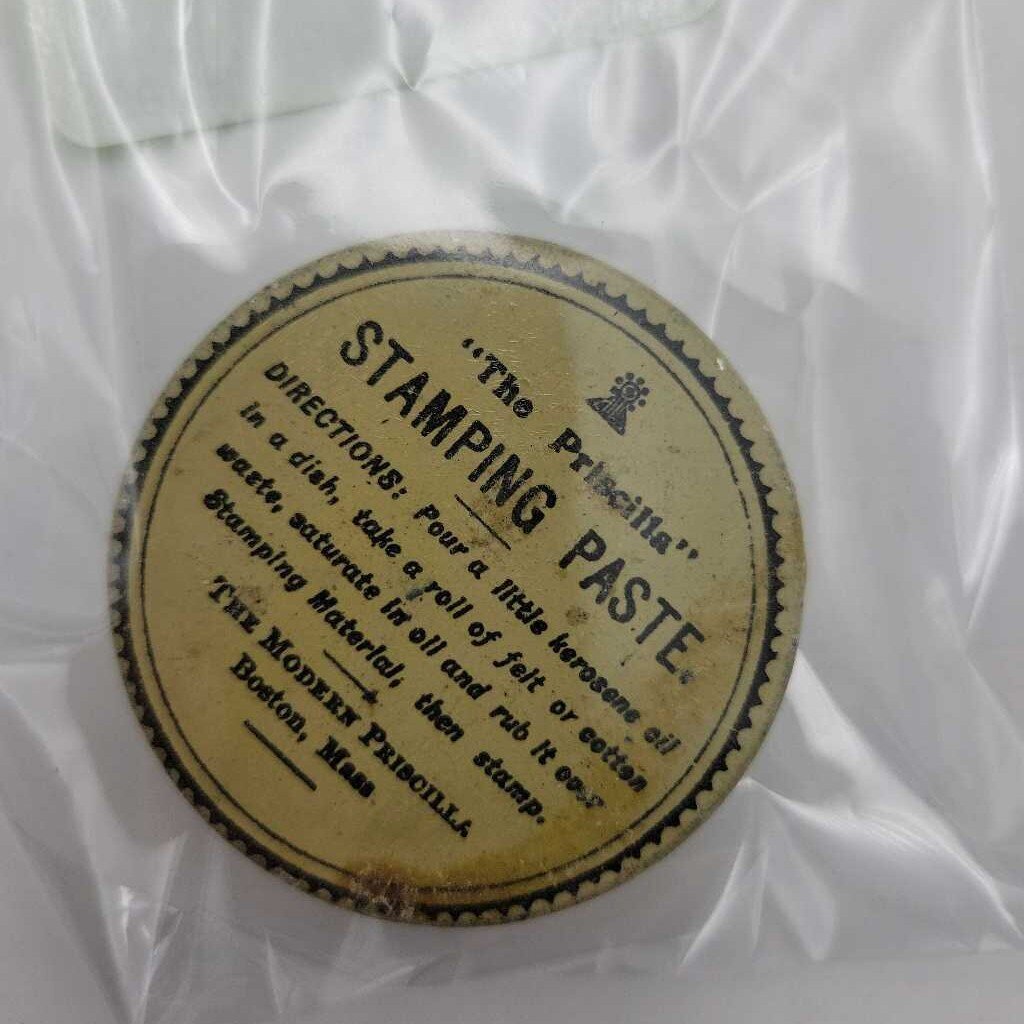 "The Priscilla"
STAMPING PASTE.
DIRECTIONS: Pour a little kerosene oil
in a dish, take a roll of felt or cotton
waste, saturate in oil and rub it over
Stamping Material, then stamp.
THE MODERN PRISCILLA
Boston, Mass